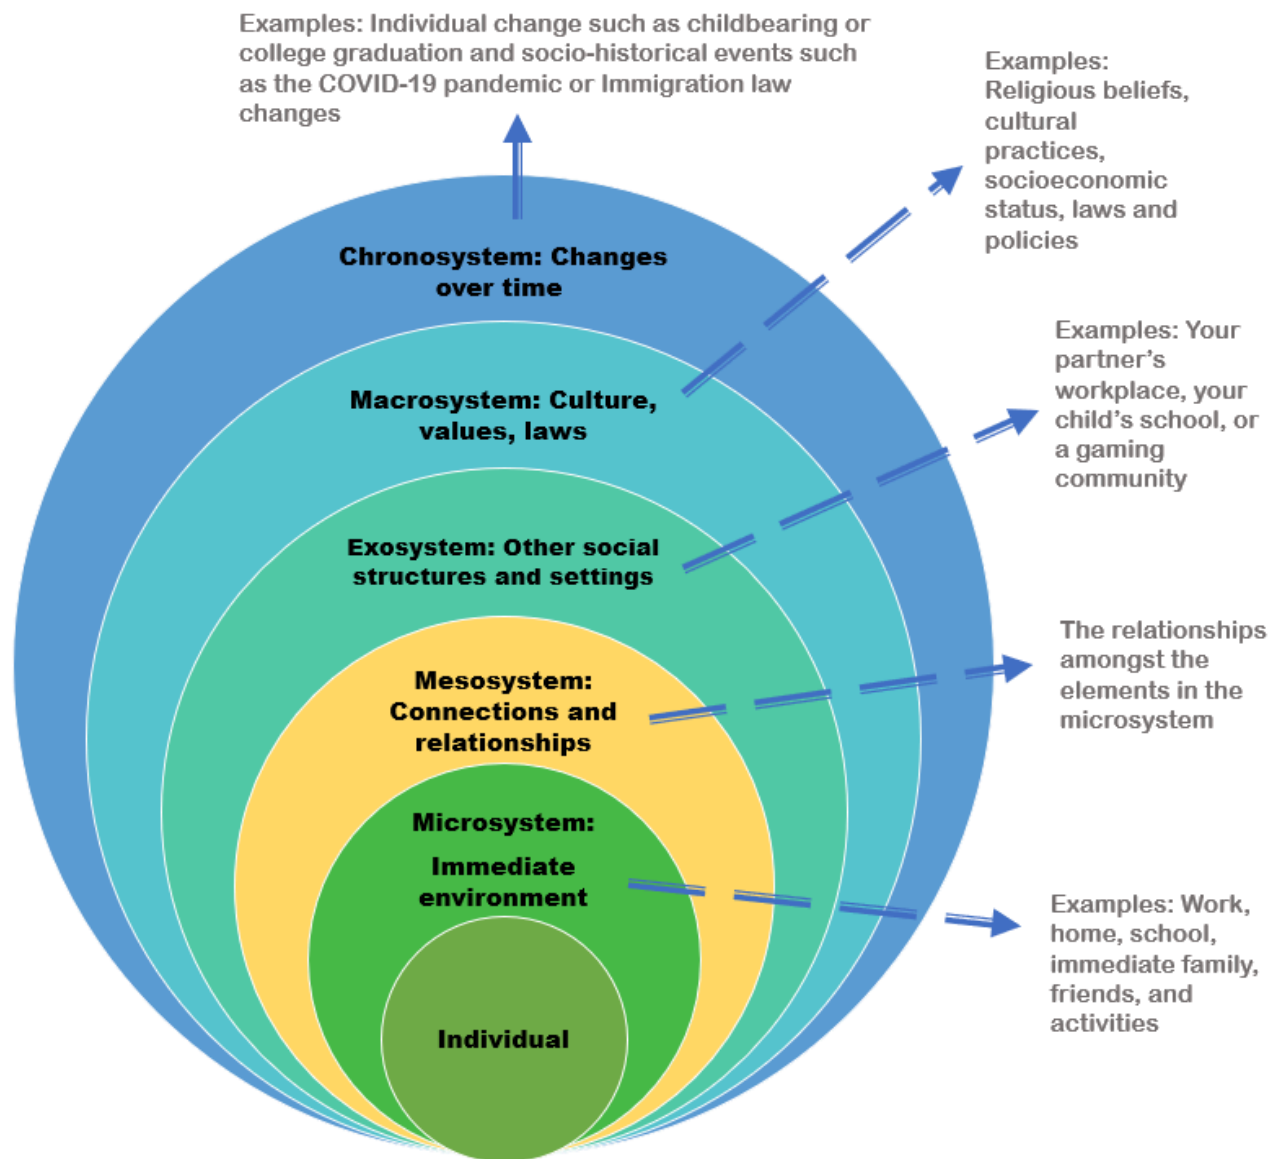 Examples: Individual change such as childbearing or
college graduation and socio-historical events such
as the COVID-19 pandemic or Immigration law
changes
Examples:
Religious beliefs,
cultural
practices,
socioeconomic
status, laws and
policies
Chronosystem: Changes
over time
Examples: Your
partner’s
workplace, your
child’s school, or
a gaming
community
Macrosystem: Culture,
values, laws
Exosystem: Other social
structures and settings
The relationships
amongst the
elements in the
microsystem
Mesosystem:
Connections and
relationships
Microsystem:
Immediate
environment
Examples: Work,
home, school,
immediate family,
friends, and
activities
Individual